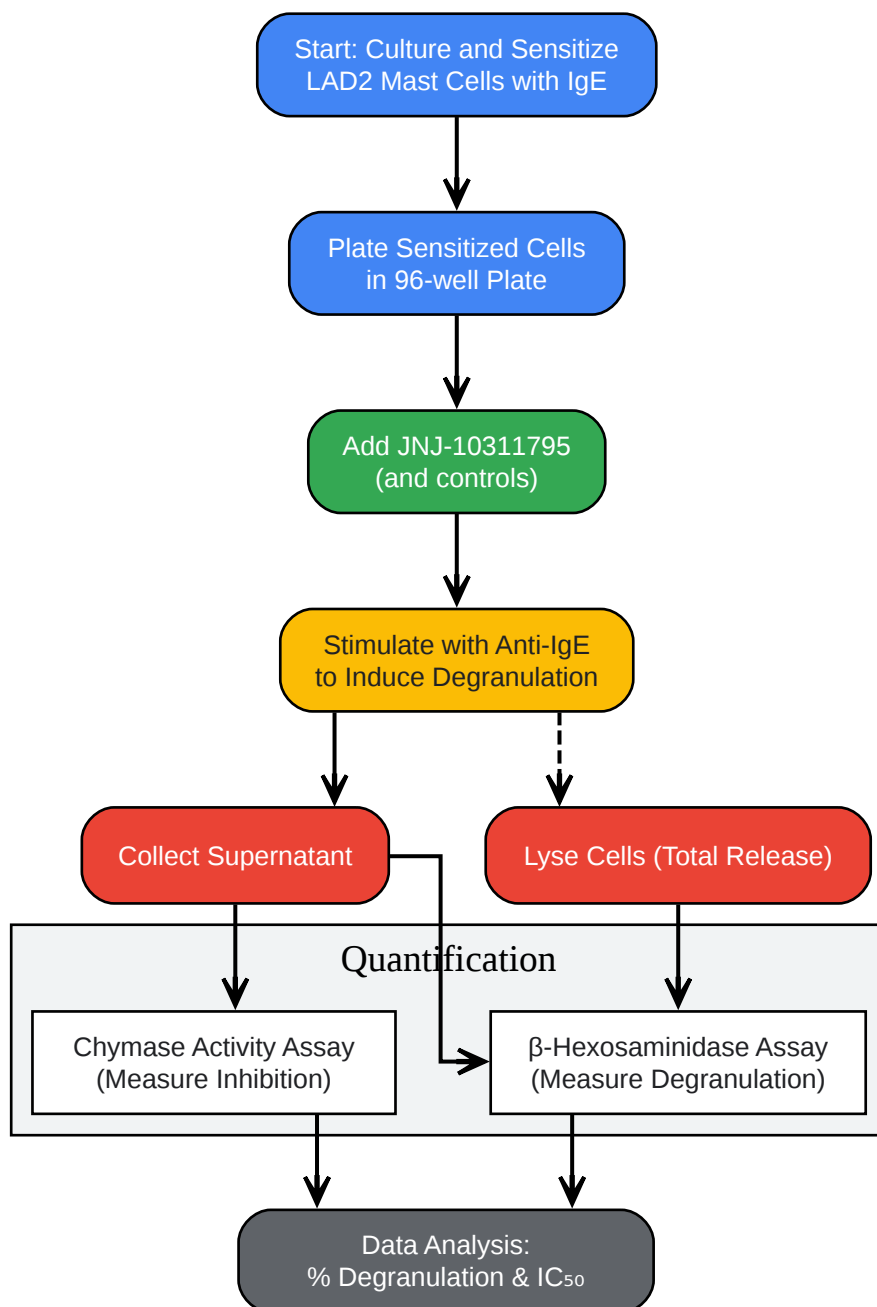 Start: Culture and Sensitize
LAD2 Mast Cells with IgE
Plate Sensitized Cells
in 96-well Plate
Add JNJ-10311795
(and controls)
Stimulate with Anti-IgE
to Induce Degranulation
Collect Supernatant
Lyse Cells (Total Release)
Quantification
Chymase Activity Assay
(Measure Inhibition)
β-Hexosaminidase Assay
(Measure Degranulation)
Data Analysis:
% Degranulation & IC₅₀